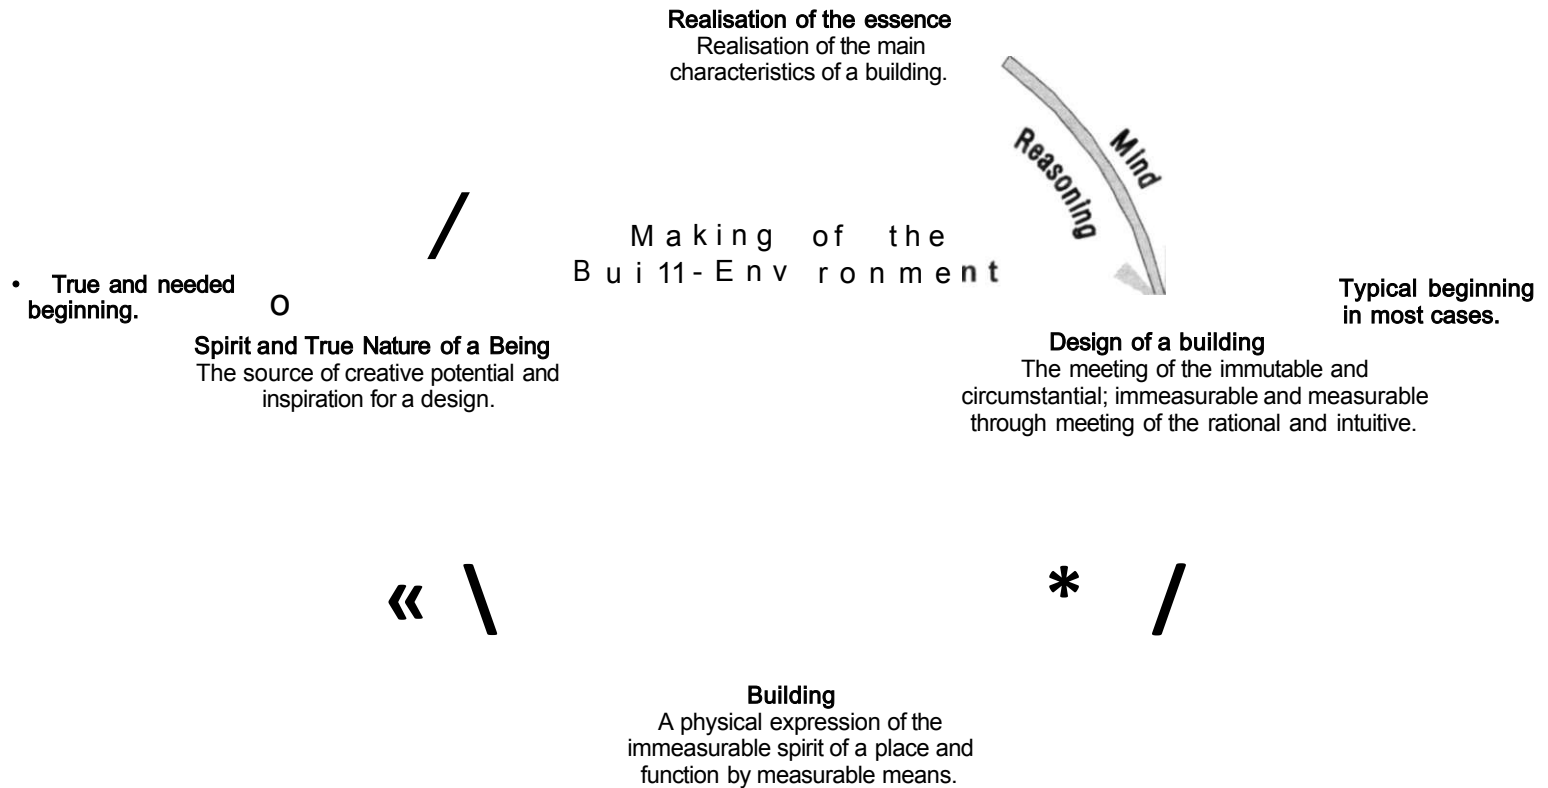 Realisation of the essence
Realisation of the main
characteristics of a building.
Mind
Reasoning
/
Making of the
Bui11-Env ronment
• True and needed
beginning.
o
Spirit and True Nature of a Being
The source of creative potential and
inspiration for a design.
Typical beginning
in most cases.
Design of a building
The meeting of the immutable and
circumstantial; immeasurable and measurable
through meeting of the rational and intuitive.
« \
* /
Building
A physical expression of the
immeasurable spirit of a place and
function by measurable means.